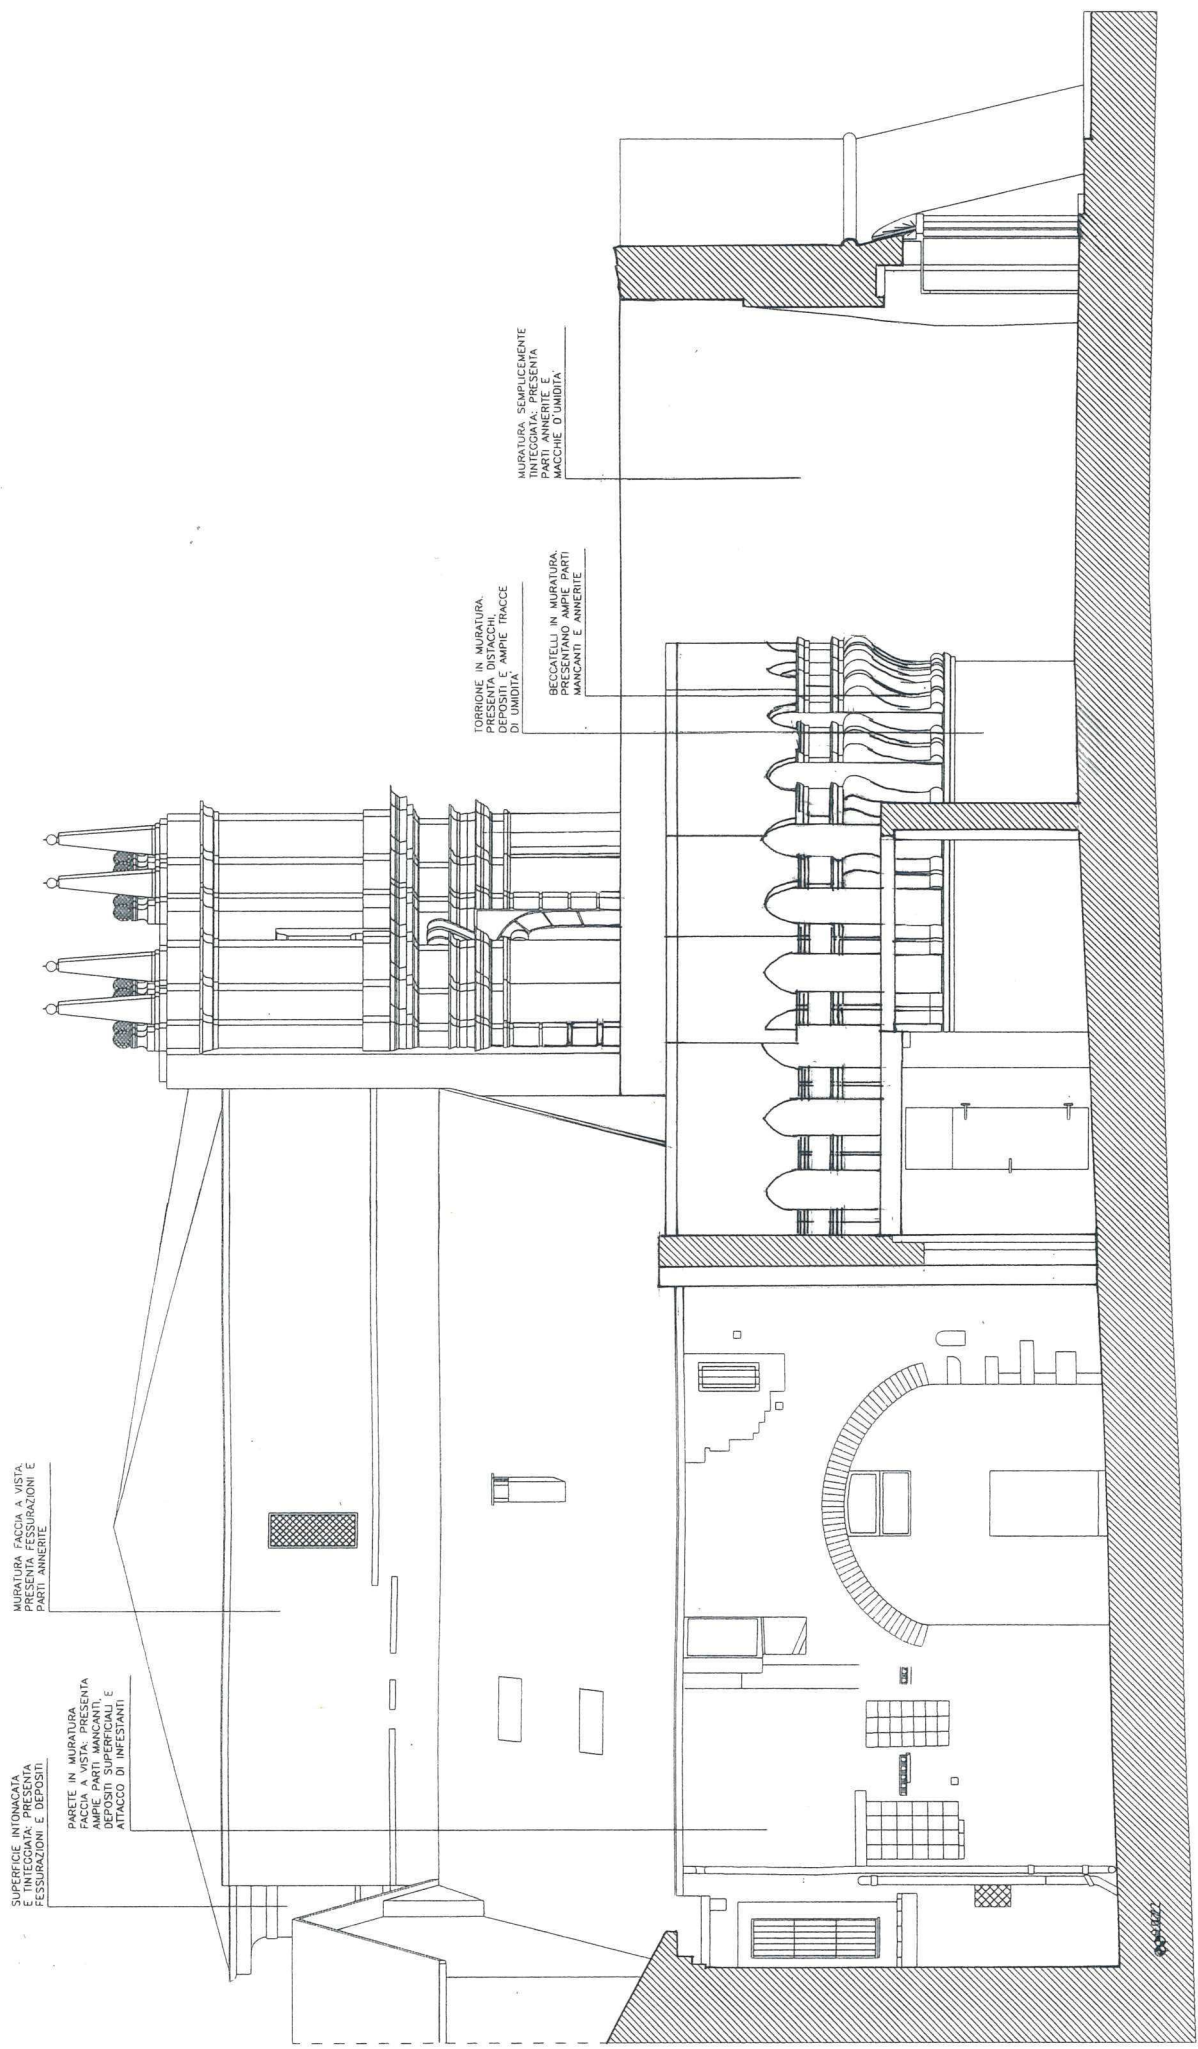 SUPERFICIE INTONACATA
E TINTEGGIATA: PRESENTA
FESSURAZIONI E DEPOSITI
PARETE IN MURATURA
FACCIA A VISTA: PRESENTA
AMPIE PARTI MANCANTI,
DEPOSITI SUPERFICIALI E
ATTACCO DI INFESTANTI
MURATURA FACCIA A VISTA.
PRESENTA FESSURAZIONI E
PARTI ANNERITE
TORRIONE IN MURATURA.
PRESENTA DISTACCHI,
DEPOSITI E AMPIE TRACCE
DI UMIDITA'
BECCATELLI IN MURATURA.
PRESENTANO AMPIE PARTI
MANCANTI E ANNERITE
MURATURA SEMPLICEMENTE
TINTEGGIATA: PRESENTA
PARTI ANNERITE E
MACCHIE D'UMIDITA'